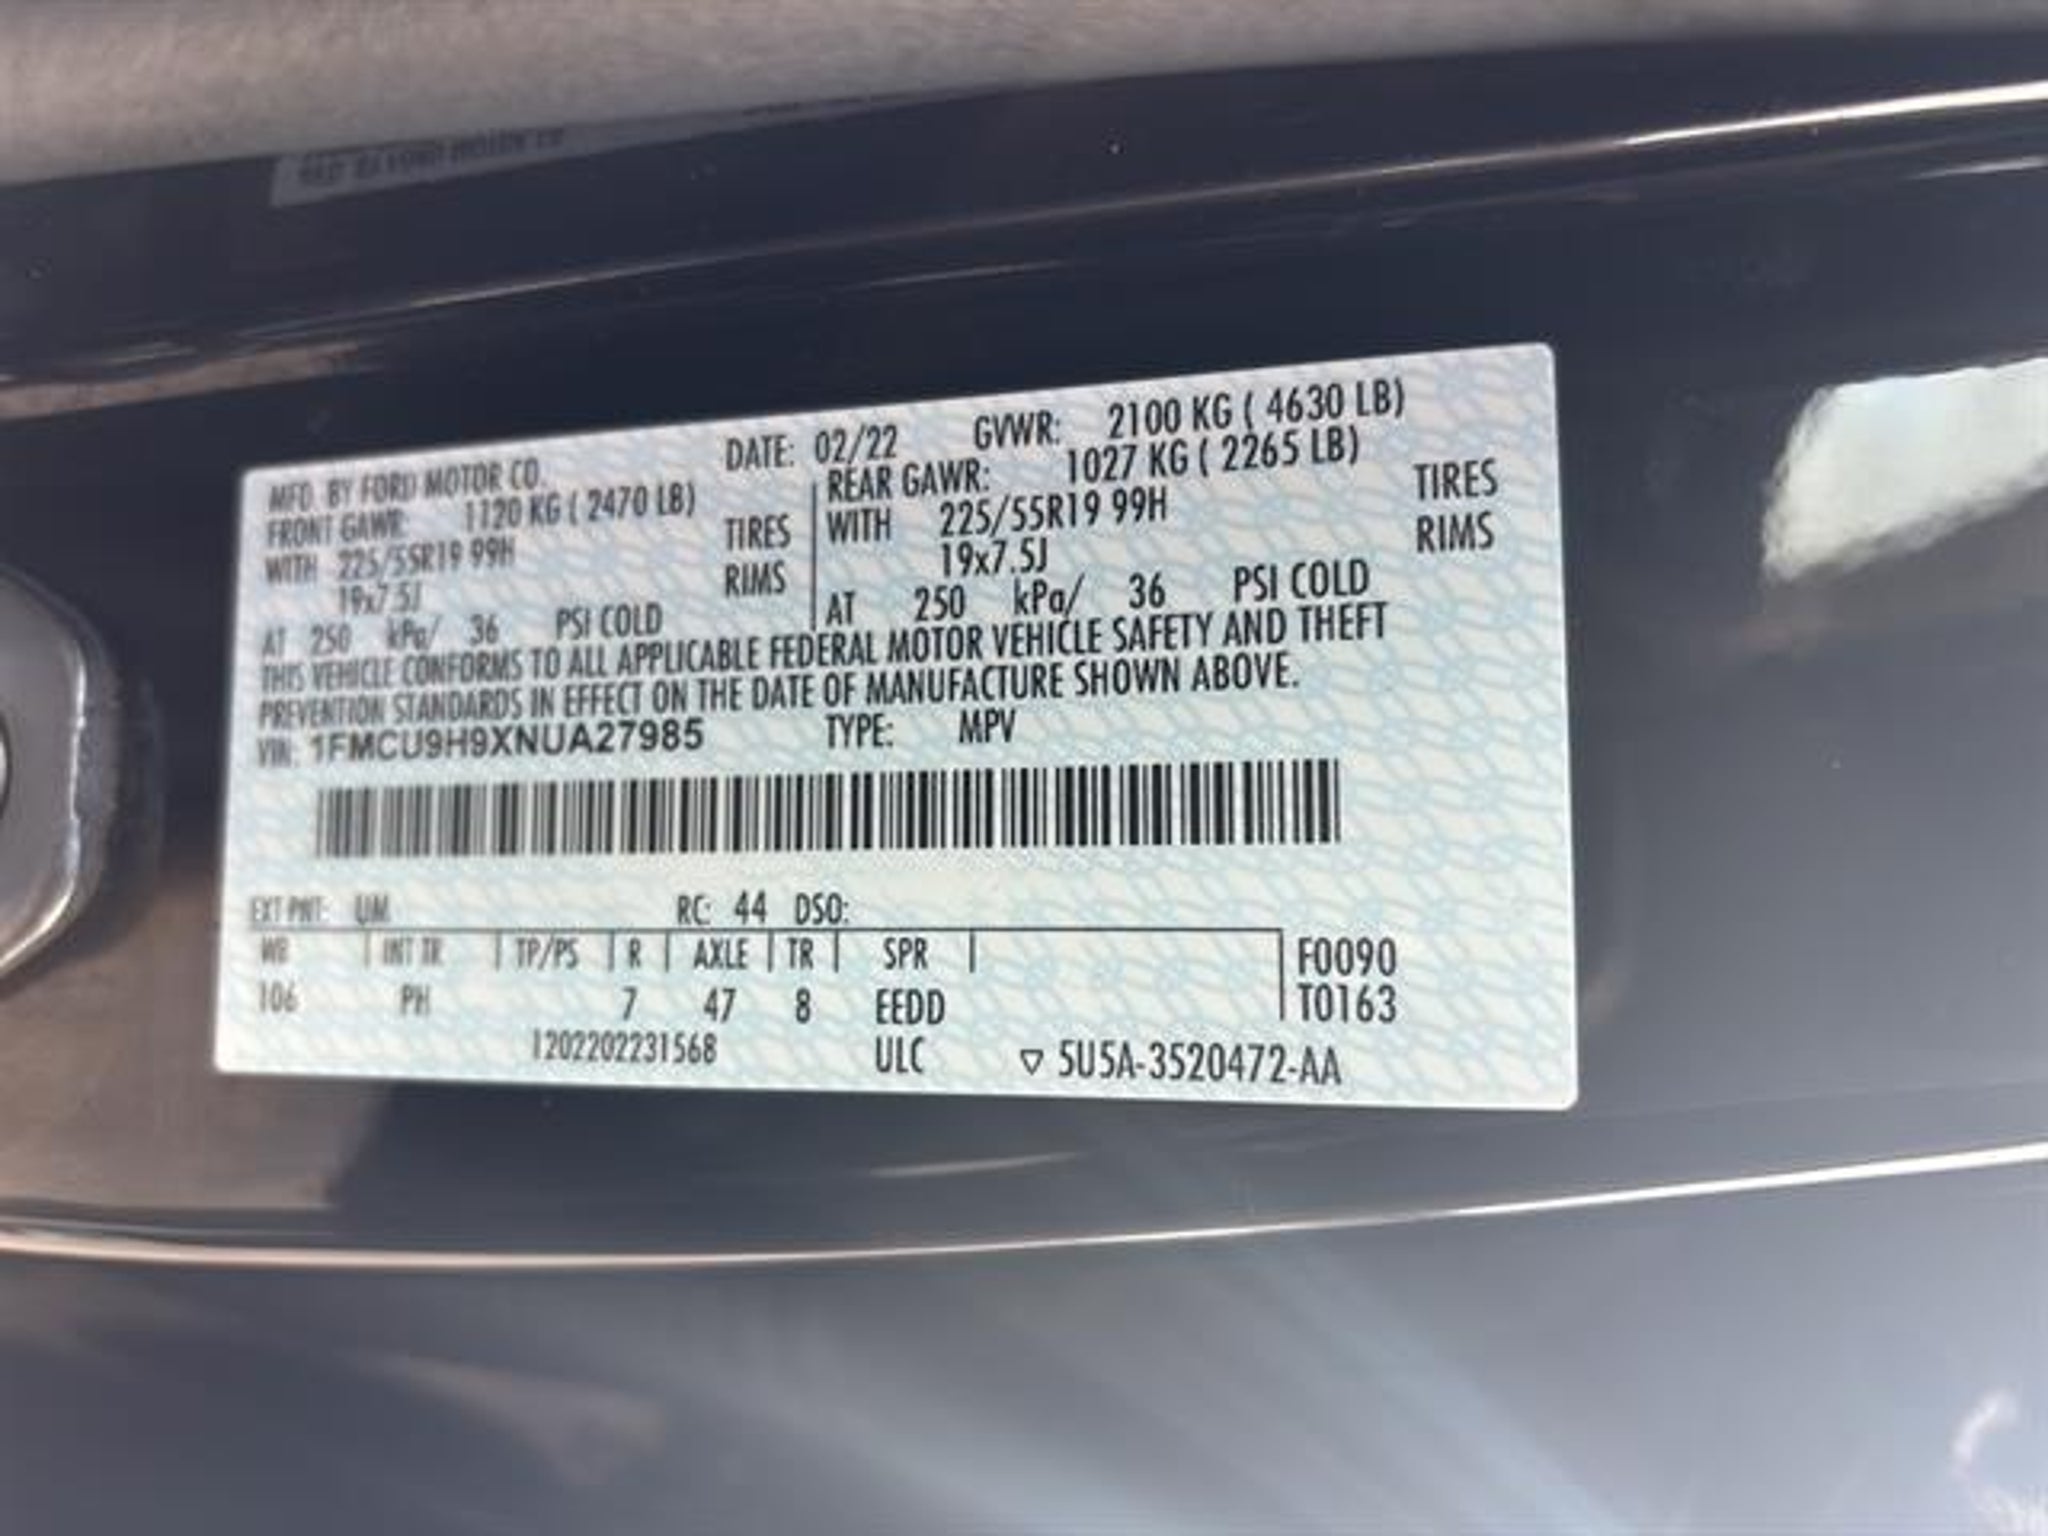 MFD. BY FORD MOTOR CO.
MFD. BY FORD MOTOR CO. DATE: 02/22 GVWR: 2100 KG ( 4630 LB)
FRONT GAWR: 1120 KG ( 2470 LB) REAR GAWR: 1027 KG ( 2265 LB)
WITH 225/55R19 99H TIRES WITH 225/55R19 99H TIRES
19x7.5J RIMS 19x7.5J RIMS
AT 250 kPa/ 36 PSI COLD AT 250 kPa/ 36 PSI COLD
THIS VEHICLE CONFORMS TO ALL APPLICABLE FEDERAL MOTOR VEHICLE SAFETY AND THEFT
PREVENTION STANDARDS IN EFFECT ON THE DATE OF MANUFACTURE SHOWN ABOVE.
VIN: 1FMCU9H9XNUA27985 TYPE: MPV
EXT PNT: UM RC: 44 DSO:
WB INT TR TP/PS R AXLE TR SPR F0090
106 PH 7 47 8 EEDD T0163
1202202231568 ULC ▽ 5U5A-3520472-AA